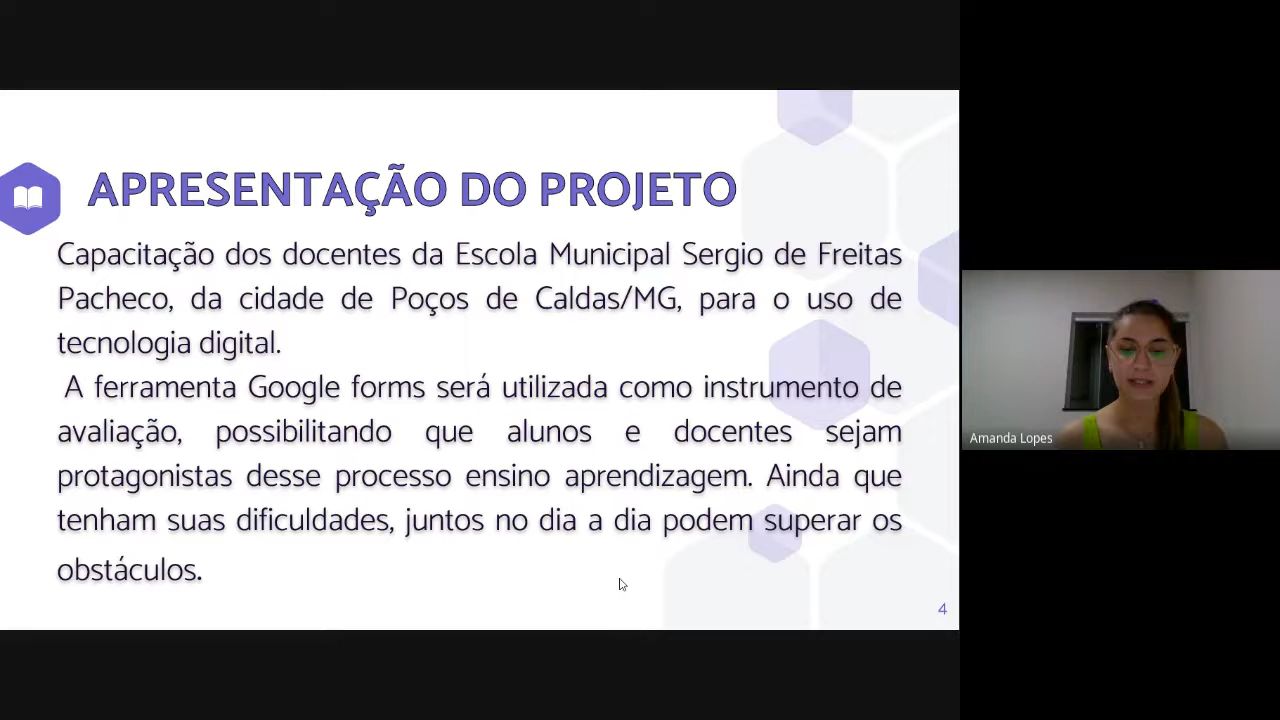 APRESENTAÇÃO DO PROJETO
Capacitação dos docentes da Escola Municipal Sergio de Freitas
Pacheco, da cidade de Poços de Caldas/MG, para o uso de
tecnologia digital.
A ferramenta Google forms será utilizada como instrumento de
avaliação, possibilitando que alunos e docentes sejam
protagonistas desse processo ensino aprendizagem. Ainda que
tenham suas dificuldades, juntos no dia a dia podem superar os
obstáculos.
4
Amanda Lopes